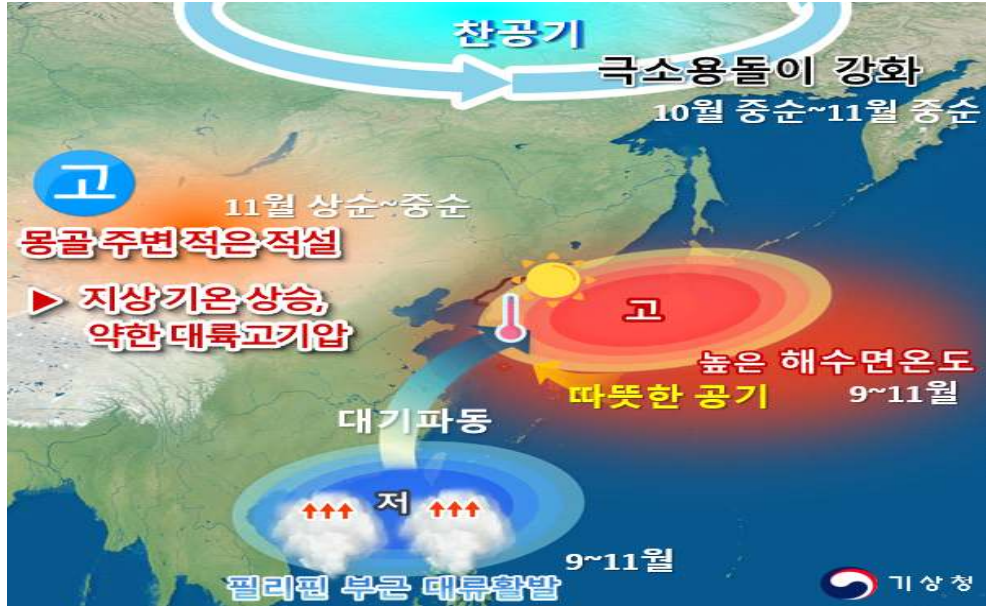 찬공기
극소용돌이 강화
10월 중순~11월 중순
고
11월 상순~중순
몽골 주변 적은 적설
▶ 지상 기온 상승,
약한 대륙고기압
고
높은 해수면온도
9~11월
따뜻한 공기
대기파동
저
9~11월
필리핀 부근 대류활발
기상청